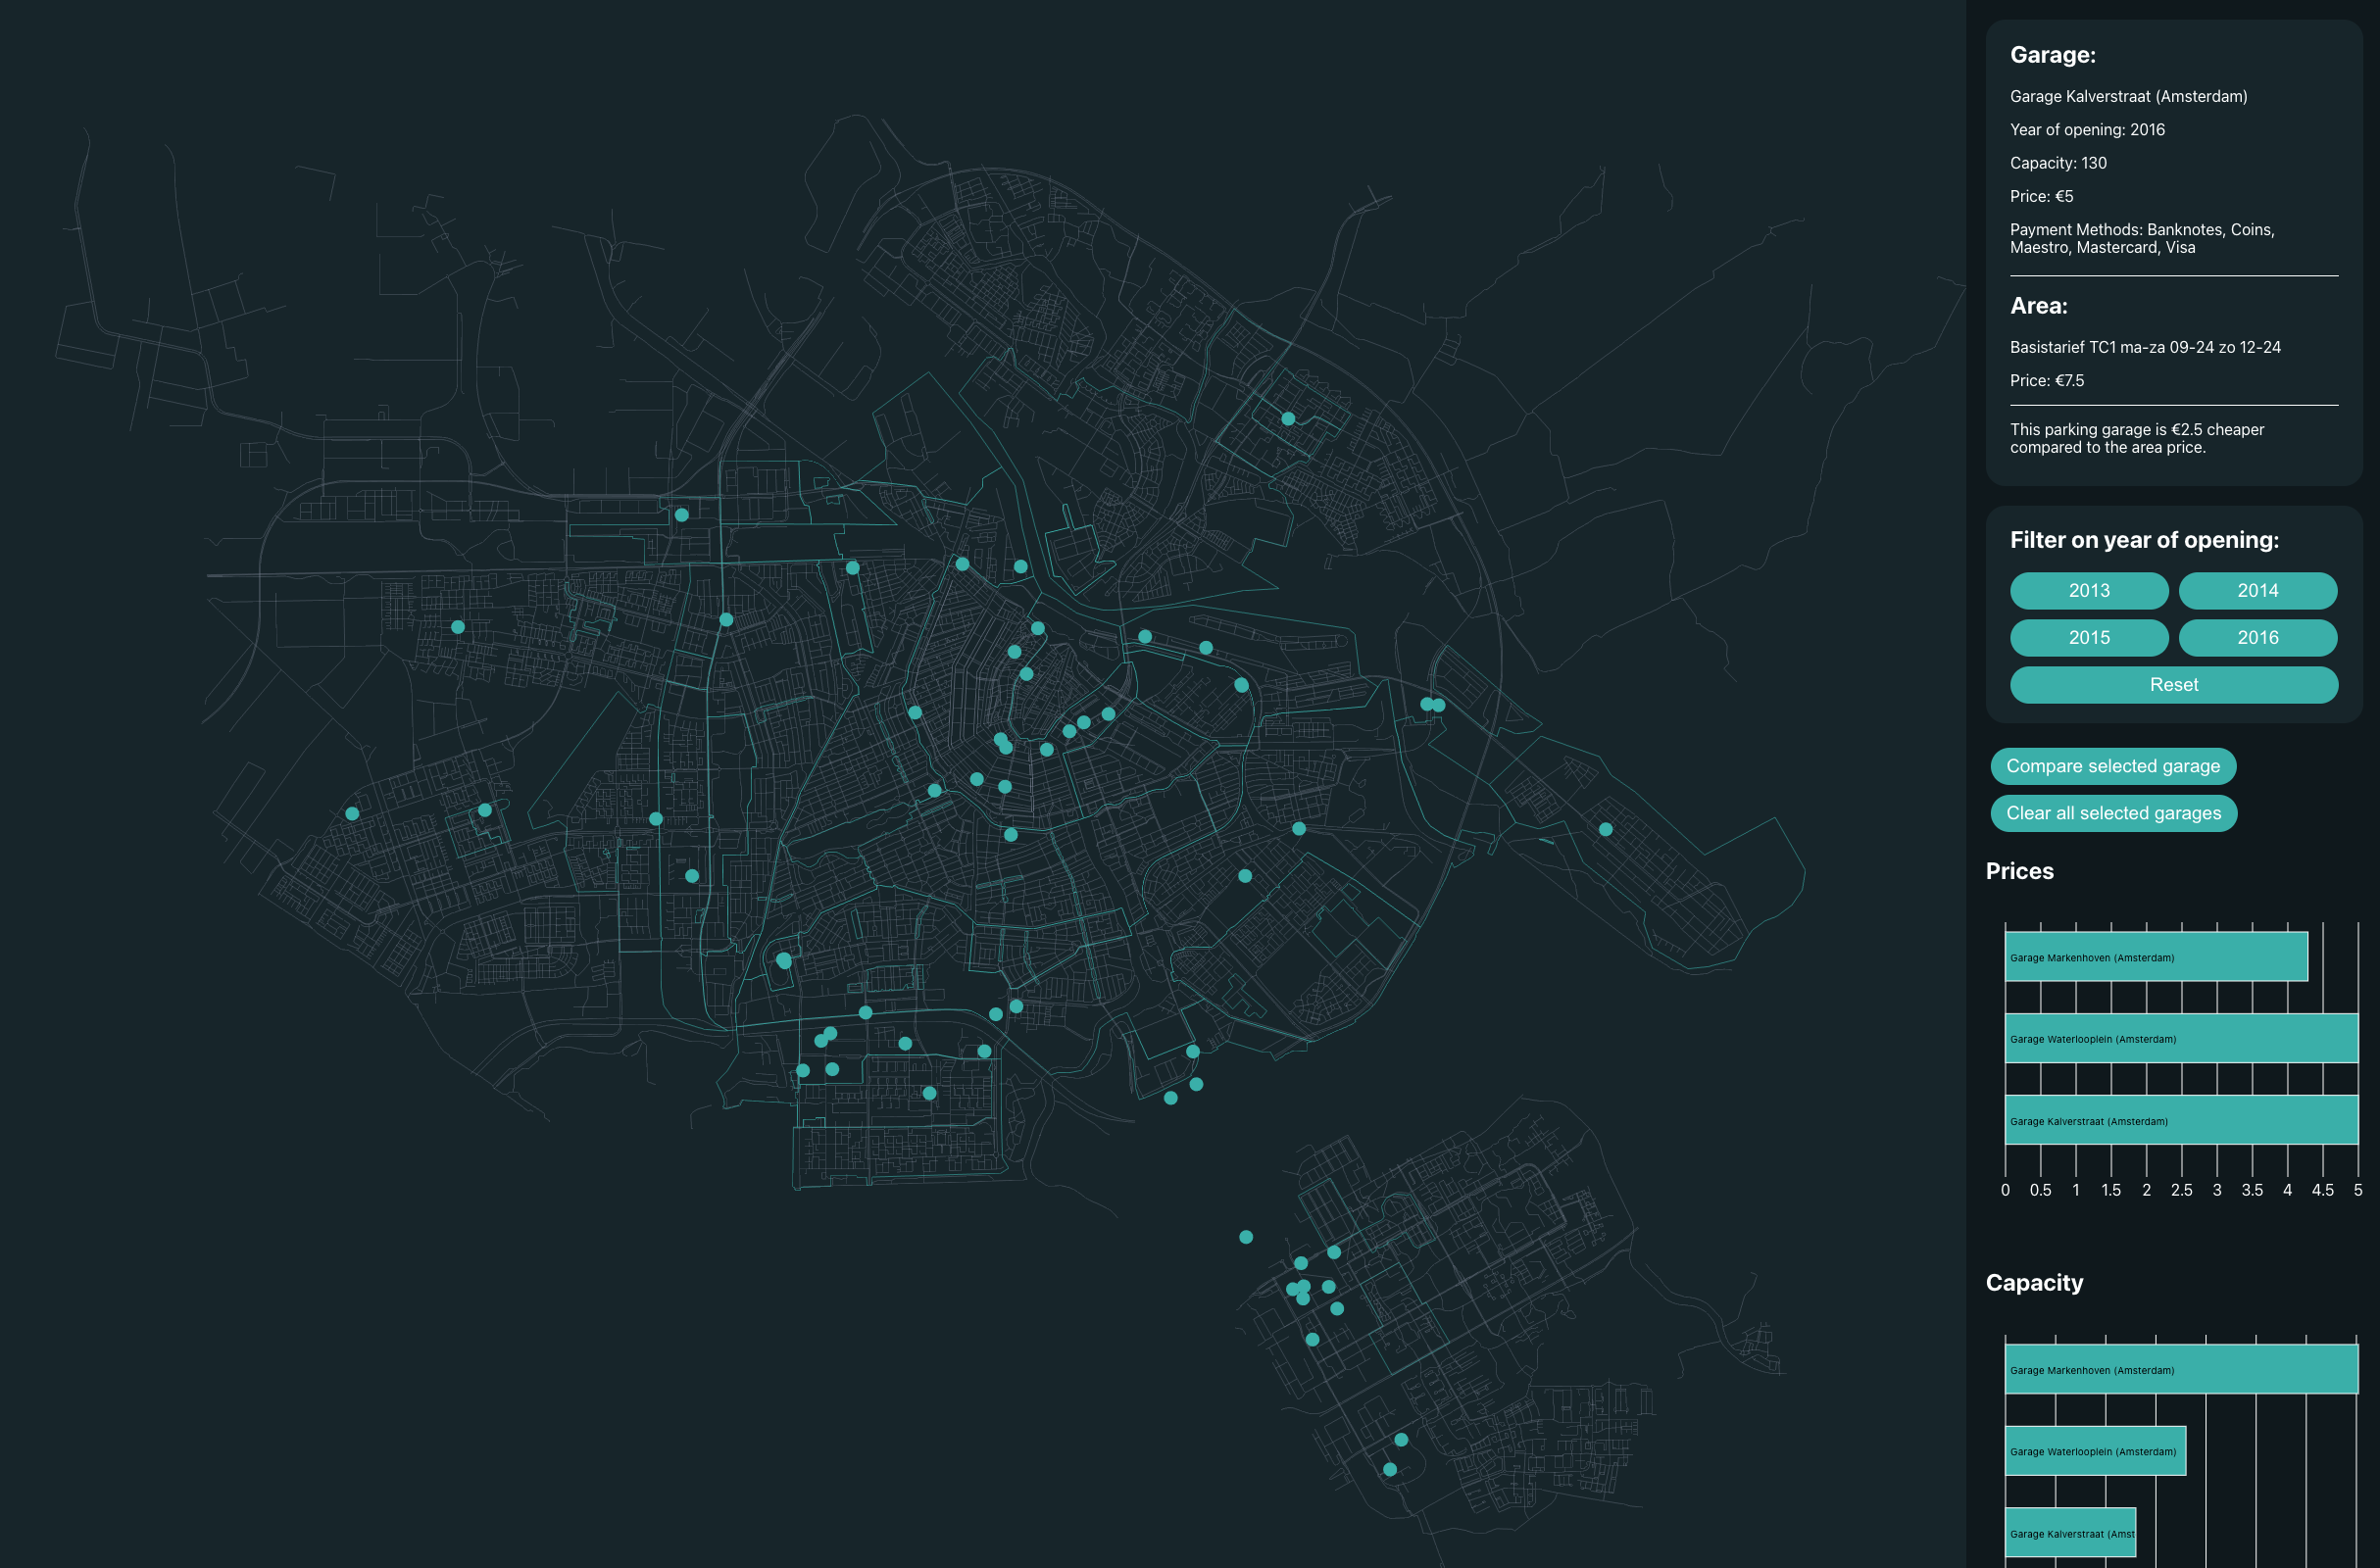 Garage:
Garage Kalverstraat (Amsterdam)
Year of opening: 2016
Capacity: 130
Price: €5
Payment Methods: Banknotes, Coins,
Maestro, Mastercard, Visa
Area:
Basistarief TC1 ma-za 09-24 zo 12-24
Price: €7.5
This parking garage is €2.5 cheaper
compared to the area price.
Filter on year of opening:
2013 2014
2015 2016
Reset
Compare selected garage
Clear all selected garages
Prices
Garage Markenhoven (Amsterdam)
Garage Waterlooplein (Amsterdam)
Garage Kalverstraat (Amsterdam)
0 0.5 1 1.5 2 2.5 3 3.5 4 4.5 5
Capacity
Garage Markenhoven (Amsterdam)
Garage Waterlooplein (Amsterdam)
Garage Kalverstraat (Amst